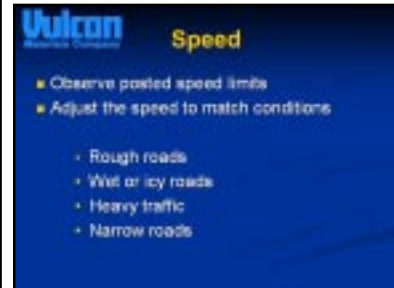 Vulcan
Materials Company
Speed
Observe posted speed limits
Adjust the speed to match conditions
Rough roads
Wet or icy roads
Heavy traffic
Narrow roads